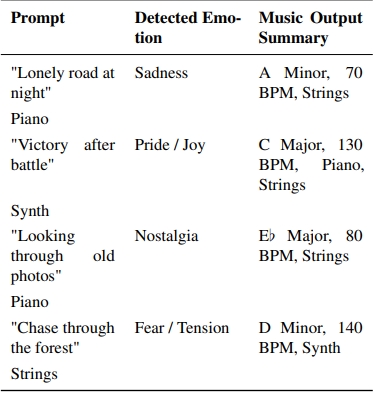 Prompt Detected Emo- Music Output
tion Summary
"Lonely road at Sadness A Minor, 70
night" BPM, Strings
Piano
"Victory after Pride / Joy C Major, 130
battle" BPM, Piano,
Strings
Synth
"Looking Nostalgia E♭ Major, 80
through old BPM, Strings
photos"
Piano
"Chase through Fear / Tension D Minor, 140
the forest" BPM, Synth
Strings